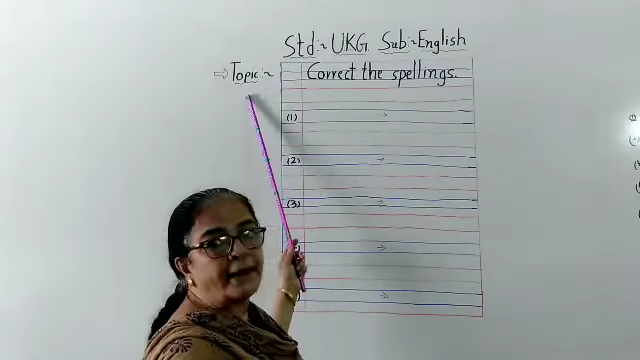 Std:~ UKG Sub:~ English
⇨ Topic:~ Correct the spellings.
(1) →
(2) →
(3) →
→
→